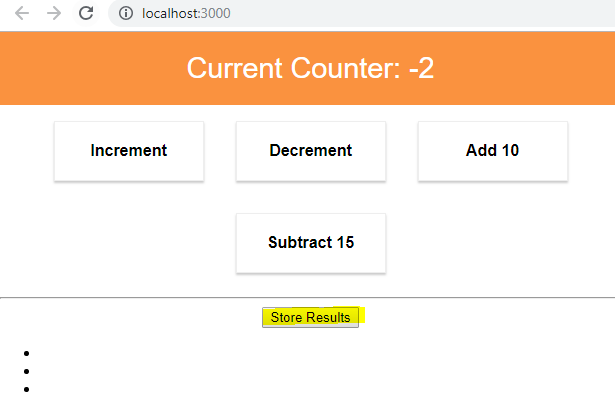 localhost:3000
Current Counter: -2
Increment Decrement Add 10
Subtract 15
Store Results